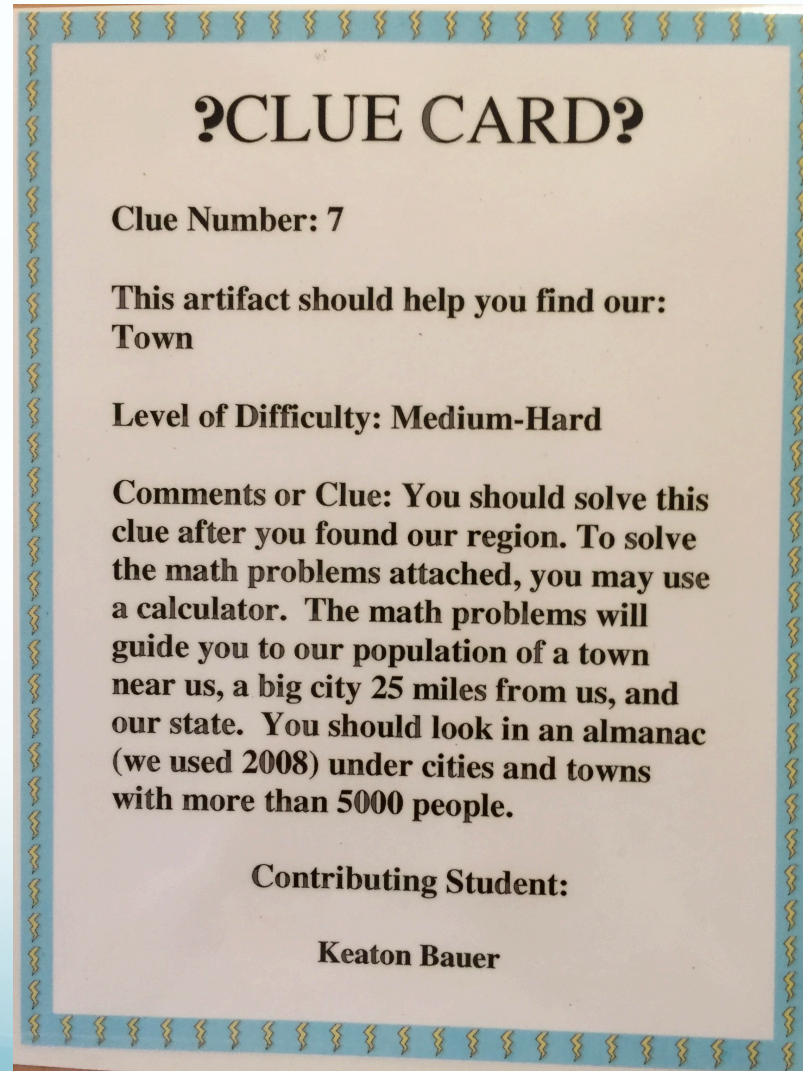 ?CLUE CARD?
Clue Number: 7
This artifact should help you find our:
Town
Level of Difficulty: Medium-Hard
Comments or Clue: You should solve this
clue after you found our region. To solve
the math problems attached, you may use
a calculator. The math problems will
guide you to our population of a town
near us, a big city 25 miles from us, and
our state. You should look in an almanac
(we used 2008) under cities and towns
with more than 5000 people.
Contributing Student:
Keaton Bauer